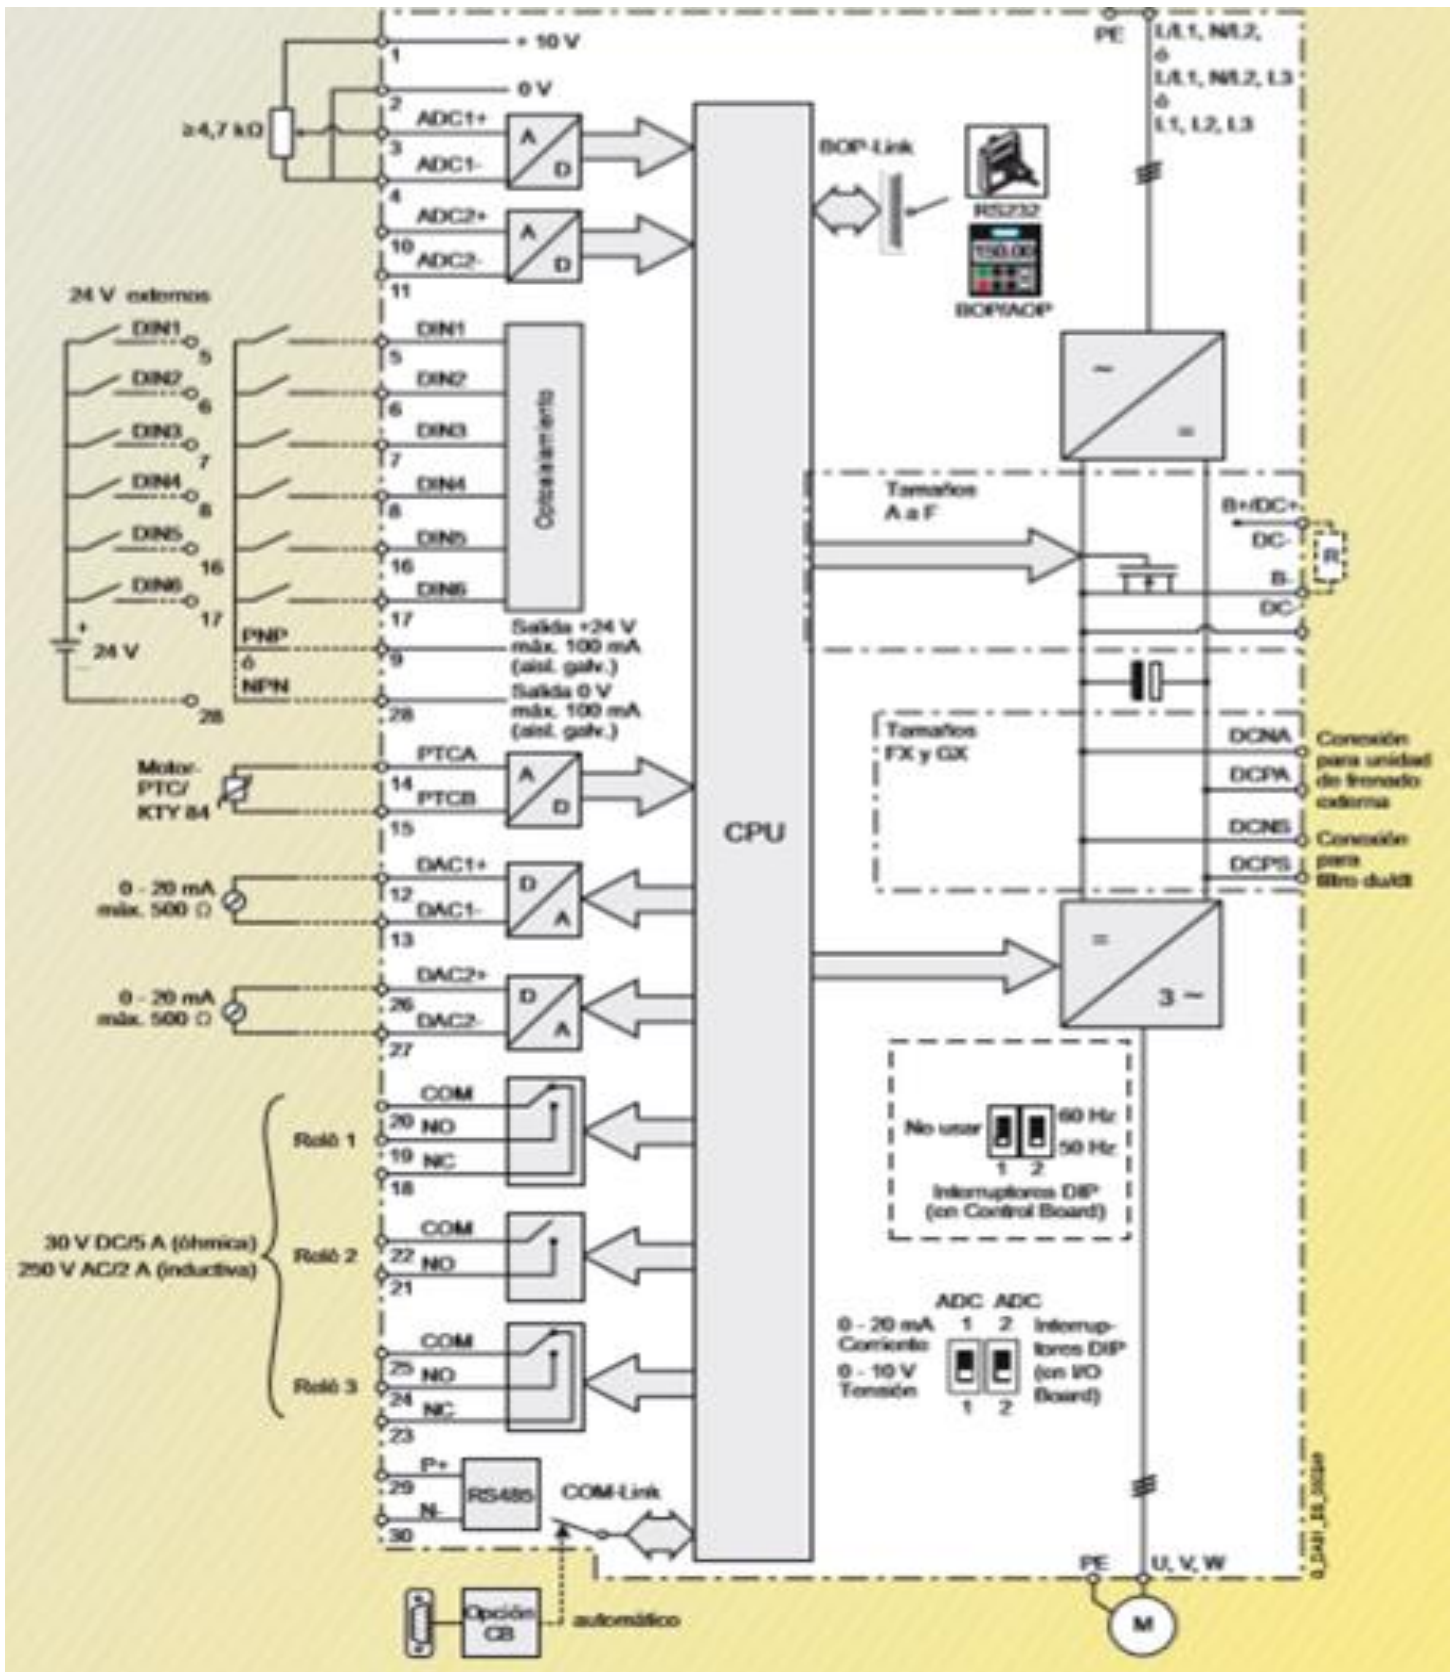 1
+ 10 V
2
0 V
≥4,7 kΩ
ADC1+
3
ADC1-
4
A
D
ADC2+
10
ADC2-
11
A
D
24 V externos
DIN1
5
DIN2
6
DIN3
7
DIN4
8
DIN5
16
DIN6
17
+
24 V
28
PNP
ó
NPN
DIN1
5
DIN2
6
DIN3
7
DIN4
8
DIN5
16
DIN6
17
Optoaislamiento
9
Salida +24 V
máx. 100 mA
(aisl. galv.)
28
Salida 0 V
máx. 100 mA
(aisl. galv.)
Motor-
PTC/
KTY 84
PTCA
14
PTCB
15
A
D
0 - 20 mA
máx. 500 Ω
DAC1+
12
DAC1-
13
D
A
0 - 20 mA
máx. 500 Ω
DAC2+
26
DAC2-
27
D
A
30 V DC/5 A (óhmica)
250 V AC/2 A (inductiva)
Relé 1
COM
20
NO
19
NC
18
Relé 2
COM
22
NO
21
Relé 3
COM
25
NO
24
NC
23
P+
29
N-
30
RS485
COM-Link
Opción
CB
automático
CPU
PE
L/L1, N/L2,
ó
L/L1, N/L2, L3
ó
L1, L2, L3
BOP-Link
RS232
150.00
BOP/AOP
~
=
Tamaños
A a F
B+/DC+
DC-
R
B-
DC-
Tamaños
FX y GX
DCNA
DCPA
DCNS
DCPS
Conexión
para unidad
de frenado
externa
Conexión
para
filtro du/dt
=
3 ~
No usar
60 Hz
50 Hz
1 2
Interruptores DIP
(en Control Board)
ADC ADC
1 2
0 - 20 mA
Corriente
0 - 10 V
Tensión
1 2
Interrup-
tores DIP
(en I/O
Board)
PE
U, V, W
M